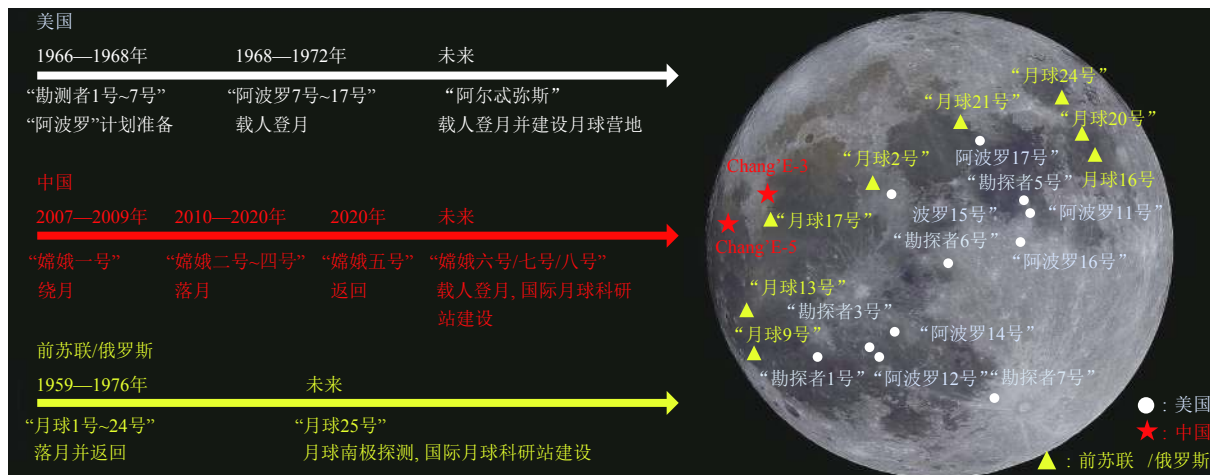 美国
1966—1968年 1968—1972年 未来
“勘测者1号~7号” “阿波罗7号~17号” “阿尔忒弥斯”
“阿波罗”计划准备 载人登月 载人登月并建设月球营地
中国
2007—2009年 2010—2020年 2020年 未来
“嫦娥一号” “嫦娥二号~四号” “嫦娥五号” “嫦娥六号/七号/八号”
绕月 落月 返回 载人登月, 国际月球科研
站建设
前苏联/俄罗斯
1959—1976年 未来
“月球1号~24号” “月球25号”
落月并返回 月球南极探测, 国际月球科研站建设
“月球24号”
“月球21号”
“月球20号”
阿波罗17号”
“月球2号”
Chang’E-3
“勘探者5号”
月球16号
“月球17号”
波罗15号”
“阿波罗11号”
Chang’E-5
“勘探者6号”
“阿波罗16号”
“月球13号”
“勘探者3号”
“月球9号”
“阿波罗14号”
“勘探者1号”
“阿波罗12号”
“勘探者7号”
: 美国
: 中国
: 前苏联 /俄罗斯